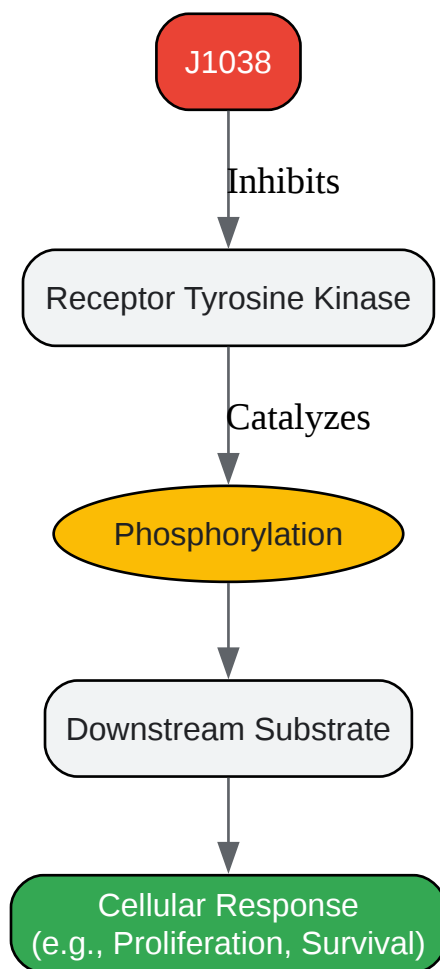 J1038
Inhibits
Receptor Tyrosine Kinase
Catalyzes
Phosphorylation
Downstream Substrate
Cellular Response
(e.g., Proliferation, Survival)